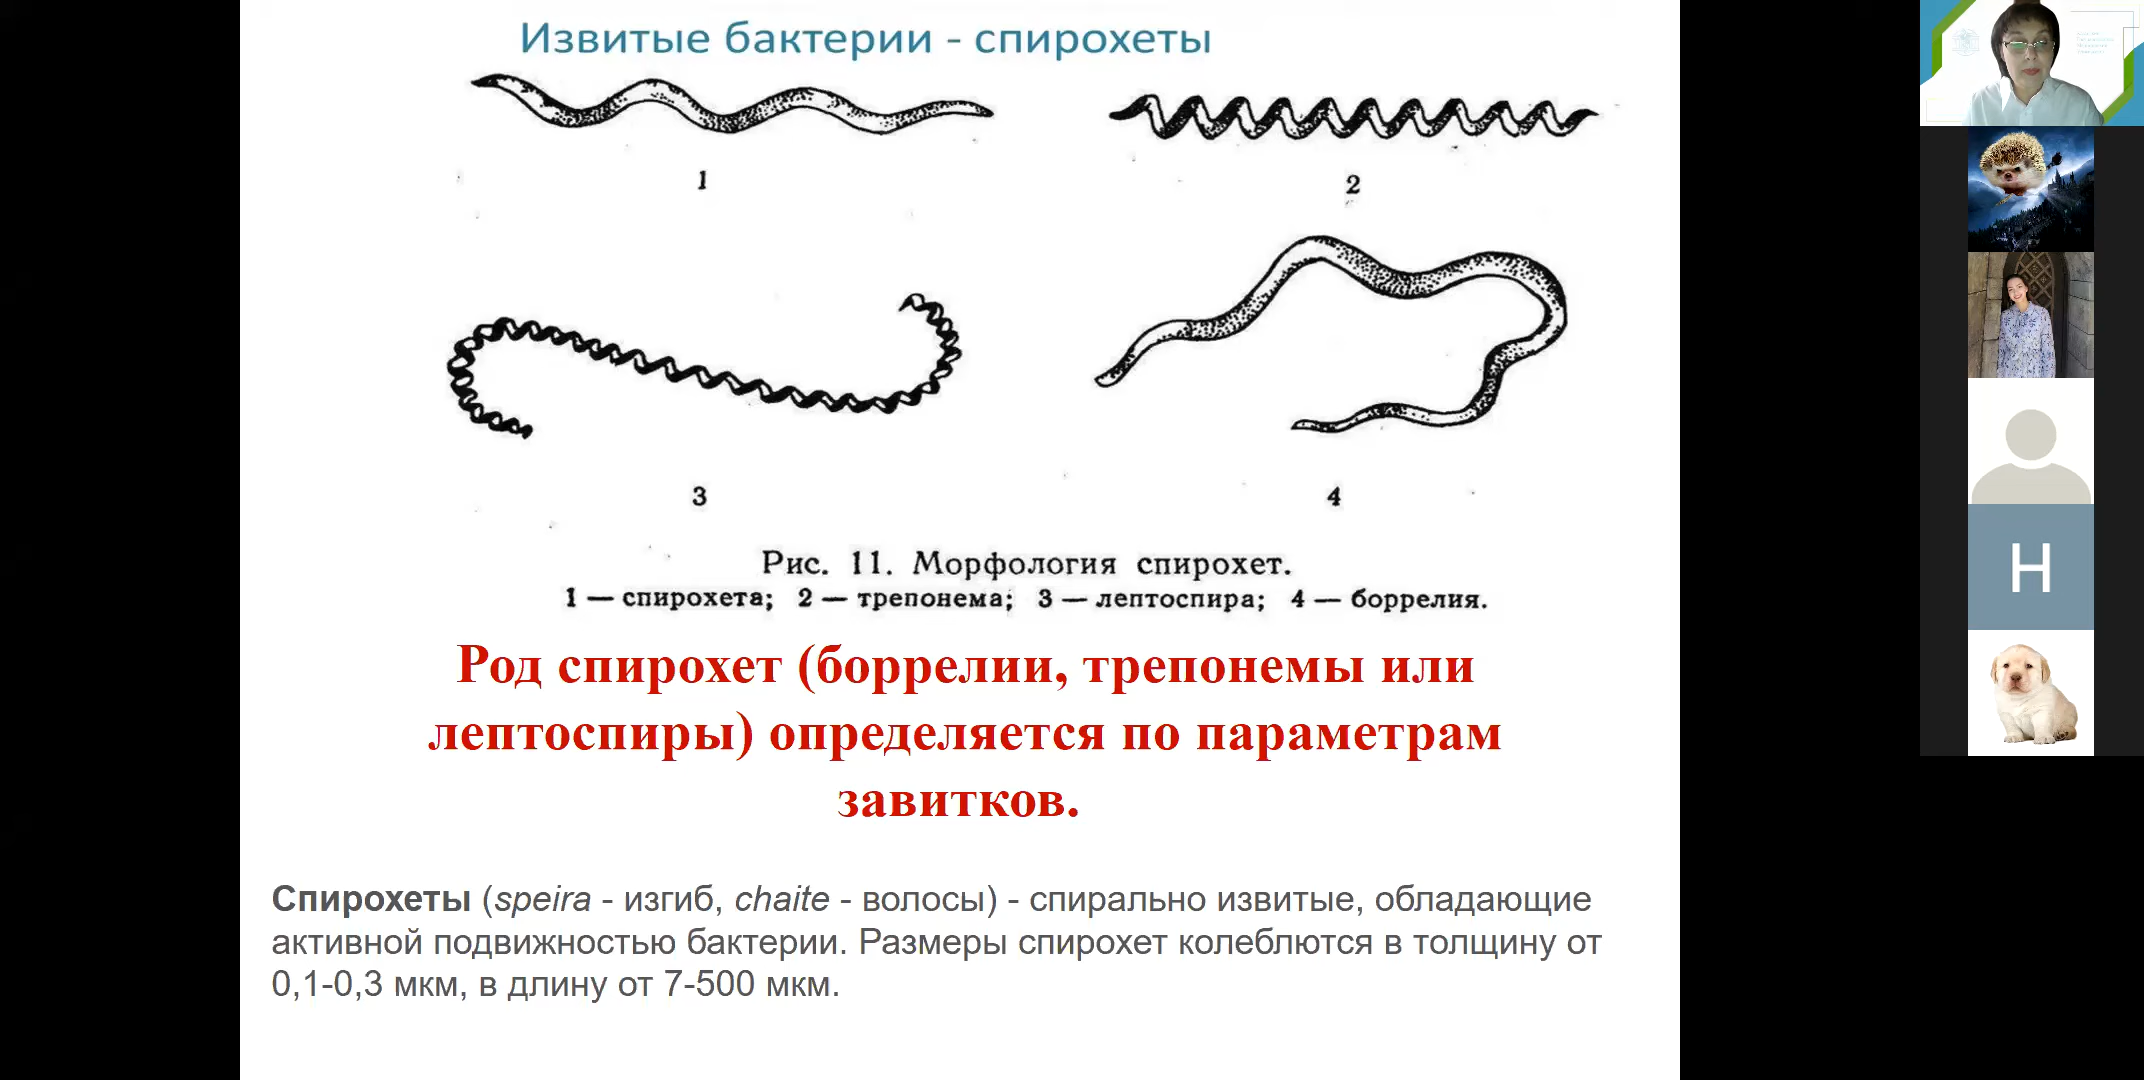 Извитые бактерии - спирохеты
1
2
3
4
Рис. 11. Морфология спирохет.
1 — спирохета; 2 — трепонема; 3 — лептоспира; 4 — боррелия.
Род спирохет (боррелии, трепонемы или
лептоспиры) определяется по параметрам
завитков.
Спирохеты (speira - изгиб, chaite - волосы) - спирально извитые, обладающие
активной подвижностью бактерии. Размеры спирохет колеблются в толщину от
0,1-0,3 мкм, в длину от 7-500 мкм.
Н